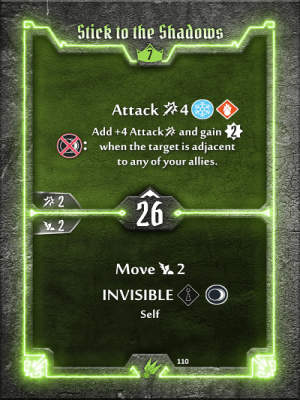 Stick to the Shadows
7
Attack 4
Add +4 Attack and gain 2
: when the target is adjacent
to any of your allies.
2
26
2
Move 2
INVISIBLE
Self
110